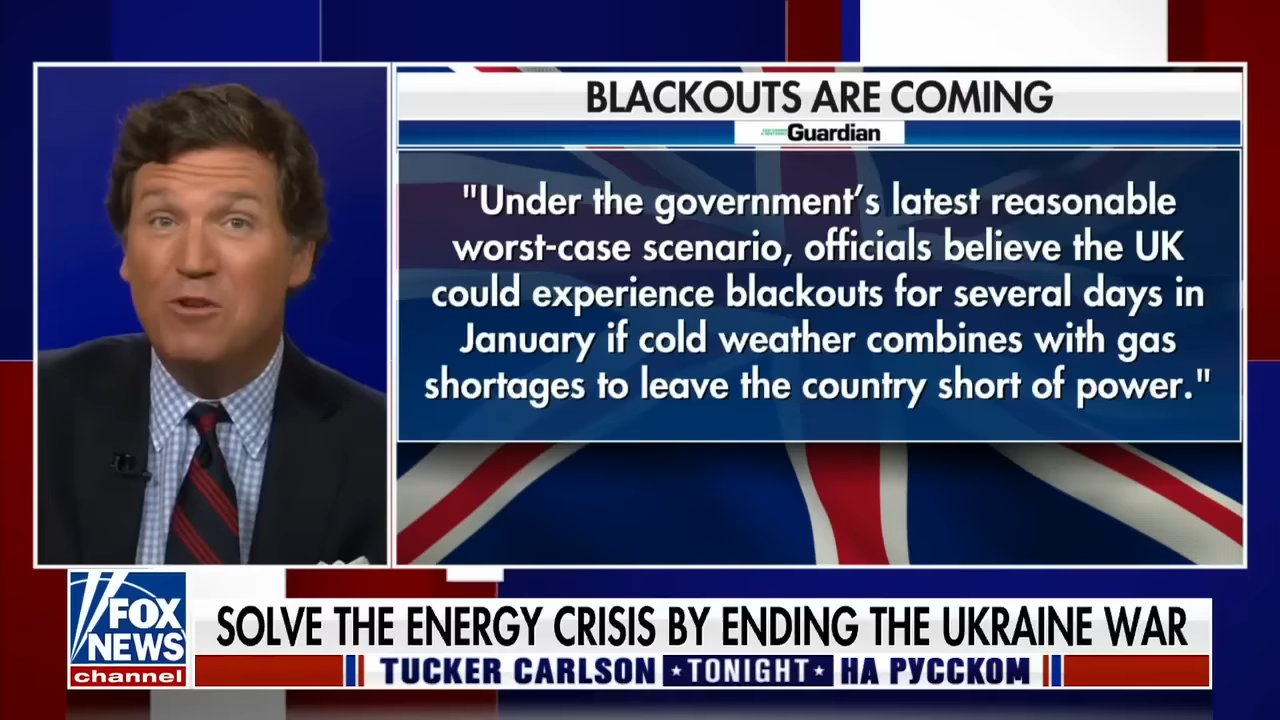 BLACKOUTS ARE COMING
Guardian
"Under the government's latest reasonable
worst-case scenario, officials believe the UK
could experience blackouts for several days in
January if cold weather combines with gas
shortages to leave the country short of power."
FOX
NEWS
channel
SOLVE THE ENERGY CRISIS BY ENDING THE UKRAINE WAR
TUCKER CARLSON ★TONIGHT★ НА РУССКОМ